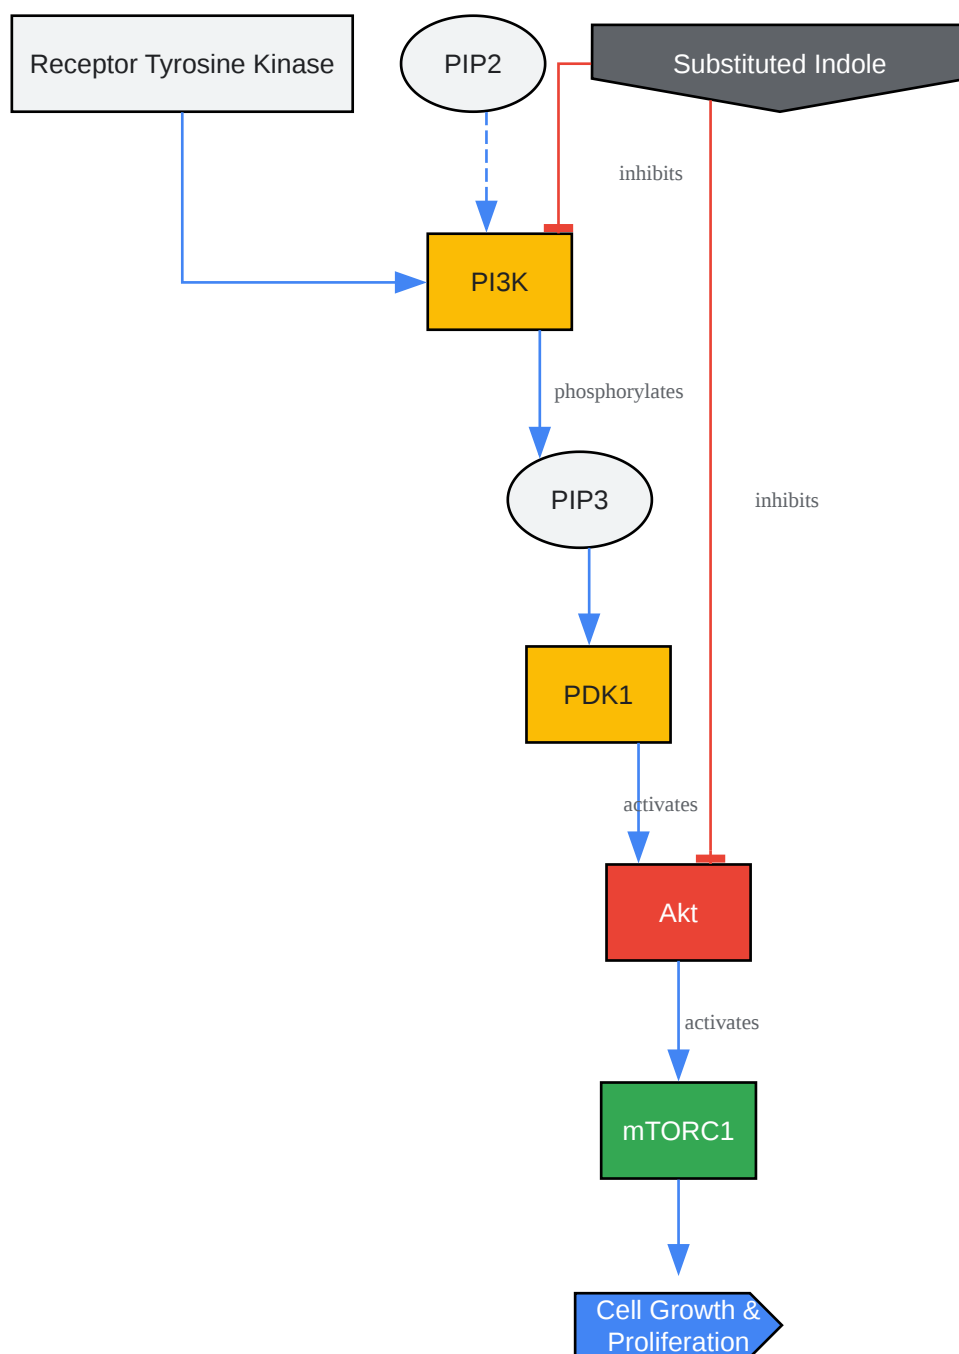 Receptor Tyrosine Kinase
PIP2
Substituted Indole
inhibits
PI3K
phosphorylates
PIP3
inhibits
PDK1
activates
Akt
activates
mTORC1
Cell Growth &
Proliferation